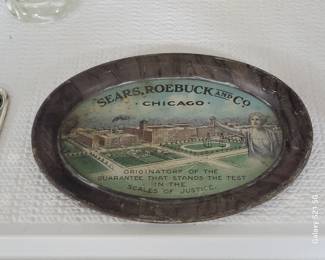 SEARS, ROEBUCK AND CO.
· CHICAGO ·
ORIGINATORY OF THE
GUARANTEE THAT STANDS THE TEST
IN THE
SCALES OF JUSTICE.
Galaxy S23 5G